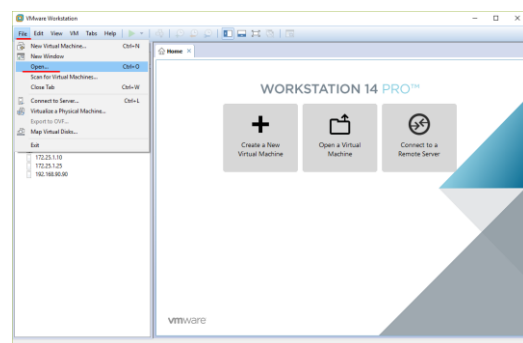 VMware Workstation
File Edit View VM Tabs Help
New Virtual Machine... Ctrl+N
New Window
Open... Ctrl+O
Scan for Virtual Machines...
Close Tab Ctrl+W
Connect to Server... Ctrl+L
Virtualize a Physical Machine...
Export to OVF...
Map Virtual Disks...
Exit
172.25.1.10
172.25.1.25
192.168.90.90
Home
WORKSTATION 14 PRO™
Create a New
Virtual Machine
Open a Virtual
Machine
Connect to a
Remote Server
vmware